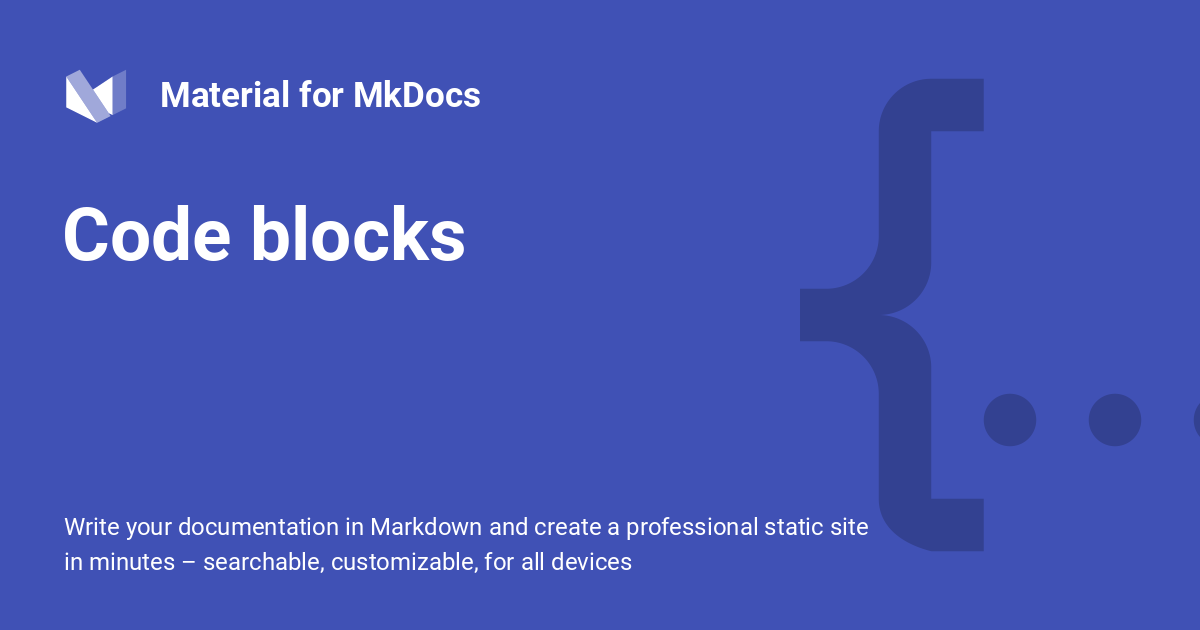 Material for MkDocs
Code blocks
Write your documentation in Markdown and create a professional static site
in minutes – searchable, customizable, for all devices